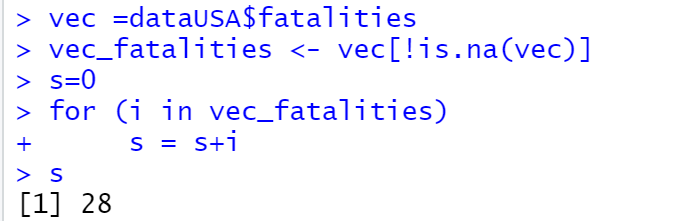 > vec =dataUSA$fatalities
> vec_fatalities <- vec[!is.na(vec)]
> s=0
> for (i in vec_fatalities)
+     s = s+i
> s
[1] 28